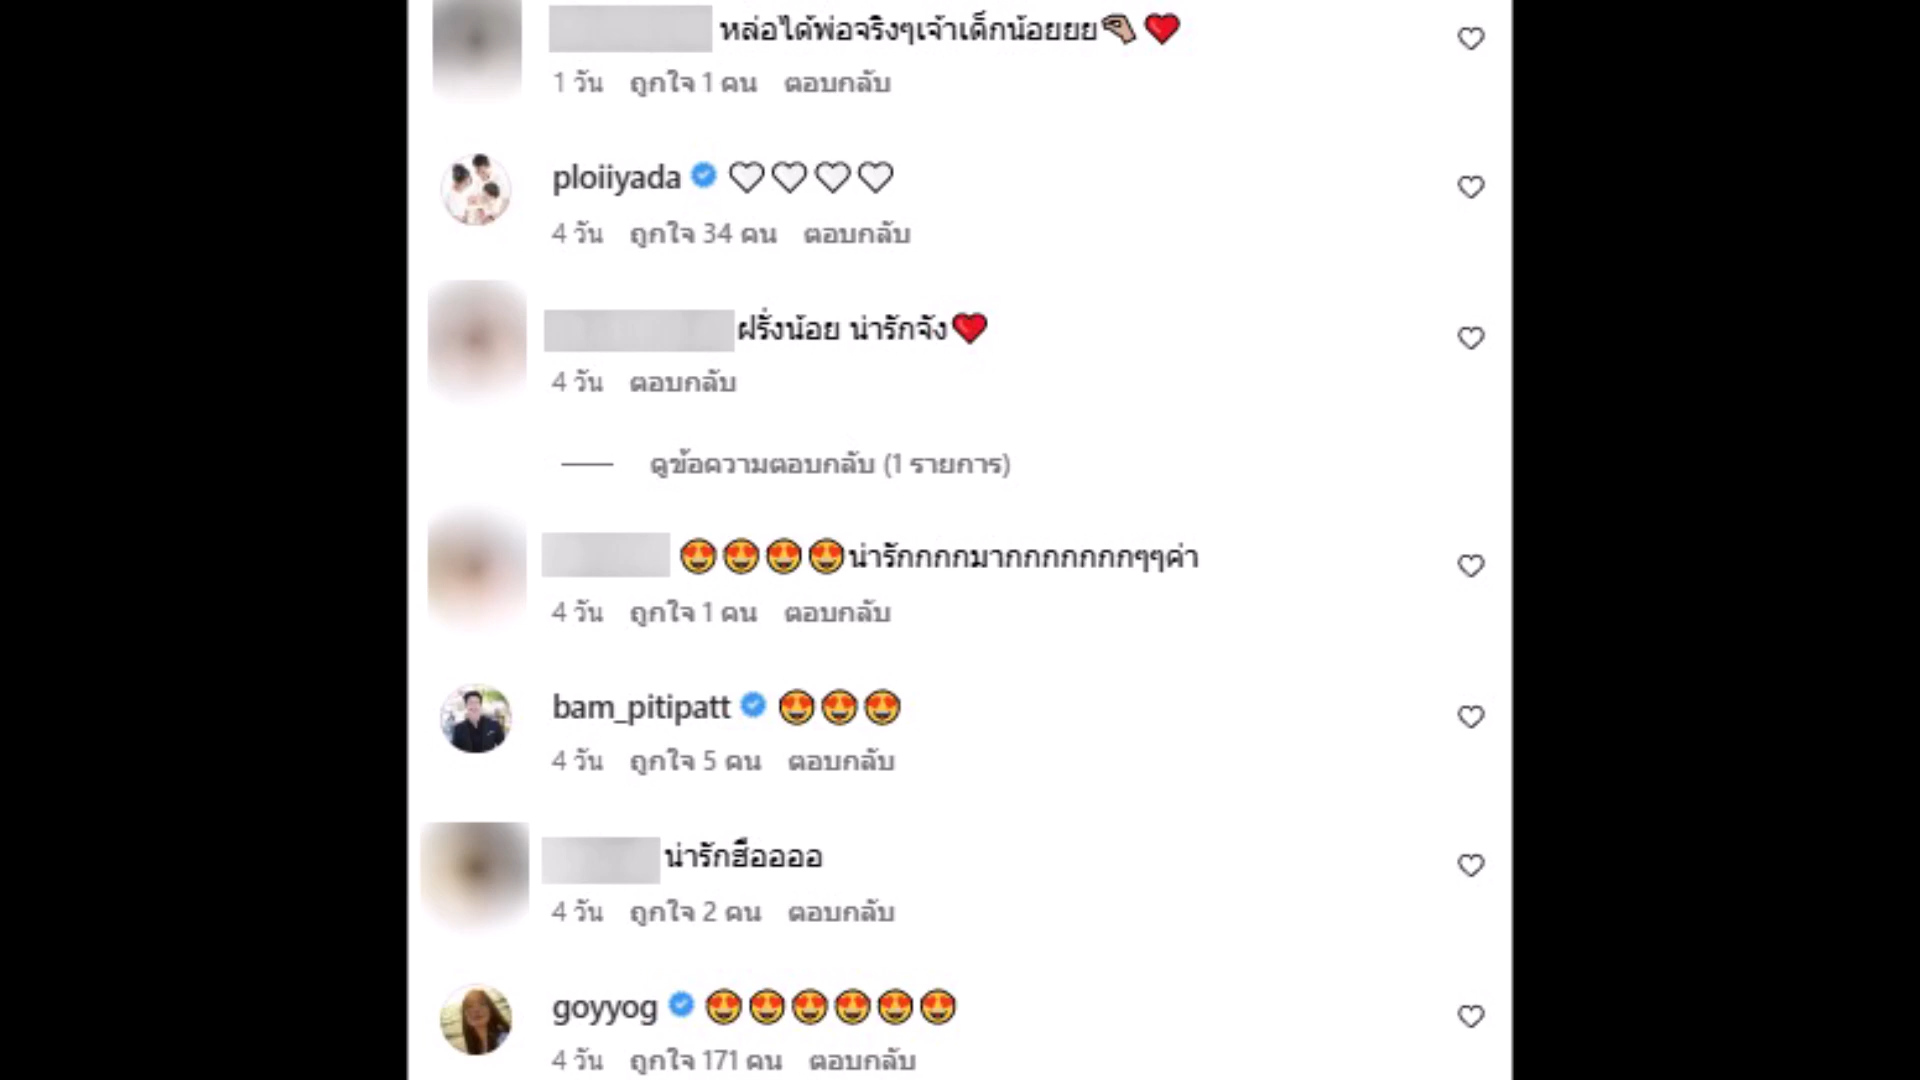 หล่อได้พ่อจริงๆเจ้าเด็กน้อยยย🤏🏼❤️
1 วัน ถูกใจ 1 คน ตอบกลับ
ploiiyada 🤍🤍🤍🤍
4 วัน ถูกใจ 34 คน ตอบกลับ
ฝรั่งน้อย น่ารักจัง❤️
4 วัน ตอบกลับ
ดูข้อความตอบกลับ (1 รายการ)
😍😍😍😍น่ารักกกกมากกกกกกกๆๆค่า
4 วัน ถูกใจ 1 คน ตอบกลับ
bam_pitipatt 😍😍😍
4 วัน ถูกใจ 5 คน ตอบกลับ
น่ารักฮืออออ
4 วัน ถูกใจ 2 คน ตอบกลับ
goyyog 😍😍😍😍😍😍
4 วัน ถูกใจ 171 คน ตอบกลับ